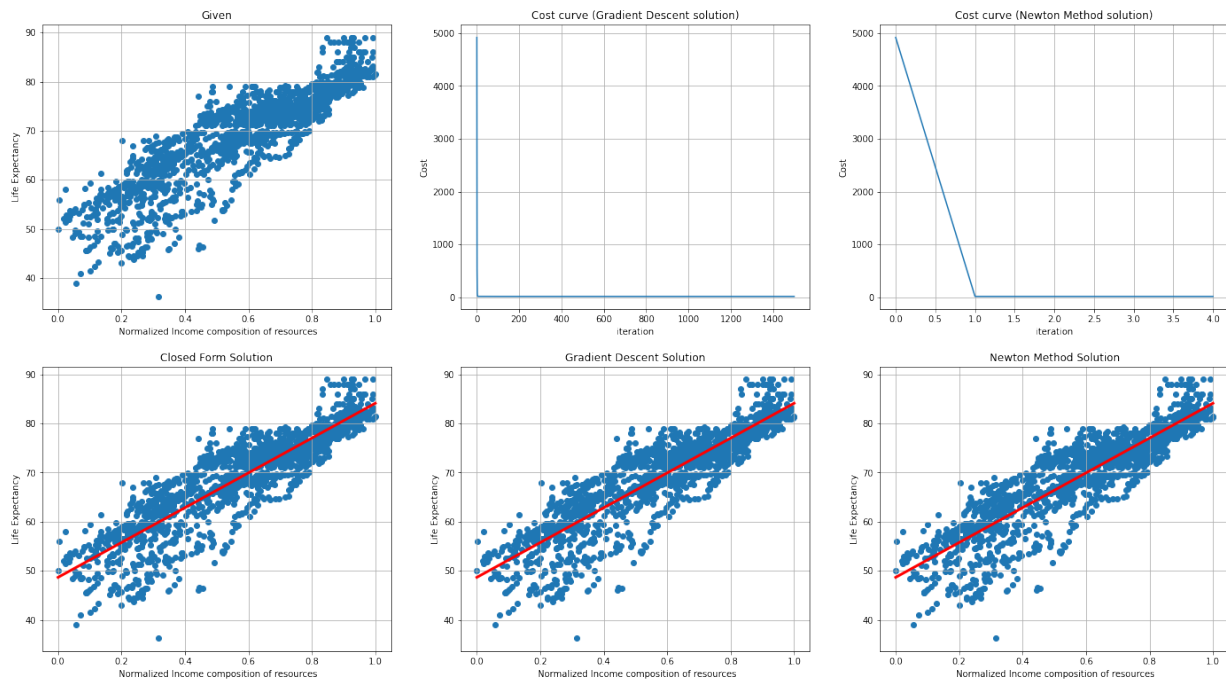 Given
90
80
70
60
50
40
Life Expectancy
0.0 0.2 0.4 0.6 0.8 1.0
Normalized Income composition of resources
Cost curve (Gradient Descent solution)
5000
4000
3000
2000
1000
0
Cost
0 200 400 600 800 1000 1200 1400
iteration
Cost curve (Newton Method solution)
5000
4000
3000
2000
1000
0
Cost
0.0 0.5 1.0 1.5 2.0 2.5 3.0 3.5 4.0
iteration
Closed Form Solution
90
80
70
60
50
40
Life Expectancy
0.0 0.2 0.4 0.6 0.8 1.0
Normalized Income composition of resources
Gradient Descent Solution
90
80
70
60
50
40
Life Expectancy
0.0 0.2 0.4 0.6 0.8 1.0
Normalized Income composition of resources
Newton Method Solution
90
80
70
60
50
40
Life Expectancy
0.0 0.2 0.4 0.6 0.8 1.0
Normalized Income composition of resources